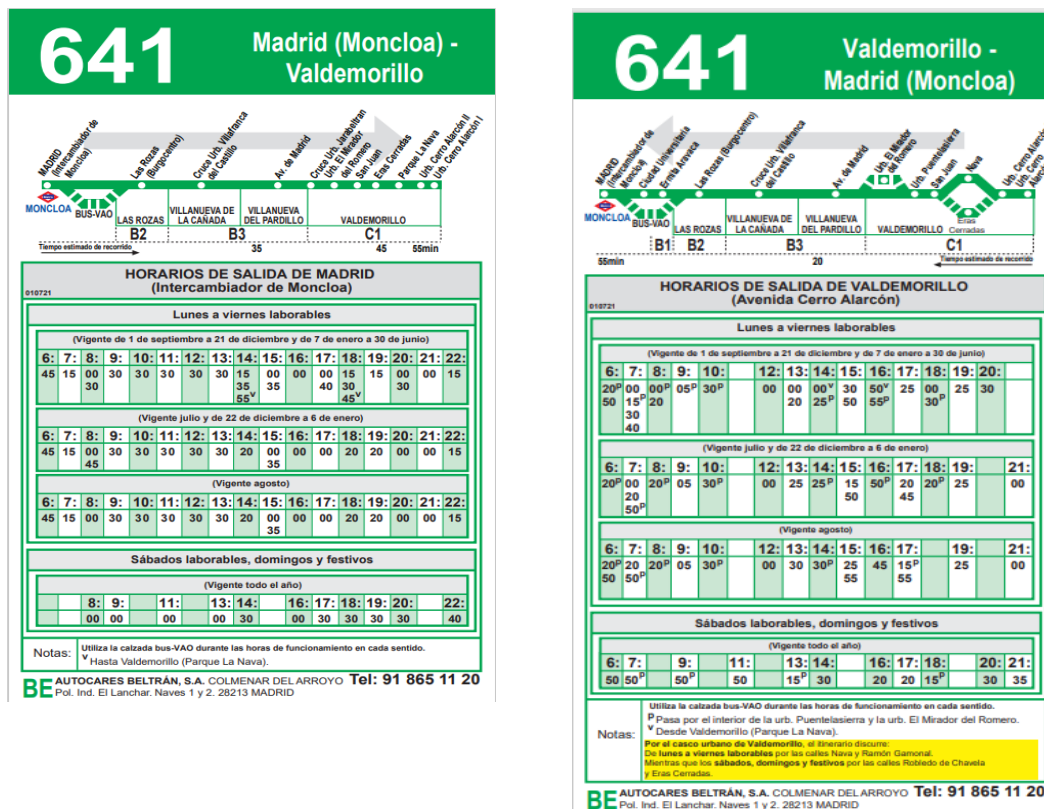 641
Madrid (Moncloa) -
Valdemorillo
MADRID
(Intercambiador de
Moncloa)
Las Rozas
(Burgocentro)
Cruce Urb. Villafranca
del Castillo
Av. de Madrid
Cruce Urb. Jarabeltran
Urb. El Mirador
del Romero
San Juan
Eras Cerradas
Parque La Nava
Urb. Cerro Alarcón II
Urb. Cerro Alarcón I
MONCLOA
BUS-VAO
LAS ROZAS
VILLANUEVA DE
LA CAÑADA
VILLANUEVA
DEL PARDILLO
VALDEMORILLO
B2 B3 C1
Tiempo estimado de recorrido 35 45 55min
HORARIOS DE SALIDA DE MADRID
(Intercambiador de Moncloa)
010721
Lunes a viernes laborables
(Vigente de 1 de septiembre a 21 de diciembre y de 7 de enero a 30 de junio)
6: 7: 8: 9: 10: 11: 12: 13: 14: 15: 16: 17: 18: 19: 20: 21: 22:
45 15 00 30 30 30 30 30 15 00 00 00 15 15 00 00 15
30 35 35 40 30 30
55V 45V
(Vigente julio y de 22 de diciembre a 6 de enero)
6: 7: 8: 9: 10: 11: 12: 13: 14: 15: 16: 17: 18: 19: 20: 21: 22:
45 15 00 30 30 30 30 30 20 00 00 00 20 20 00 00 15
45 35
(Vigente agosto)
6: 7: 8: 9: 10: 11: 12: 13: 14: 15: 16: 17: 18: 19: 20: 21: 22:
45 15 00 30 30 30 30 30 20 00 00 00 20 20 00 00 15
35
Sábados laborables, domingos y festivos
(Vigente todo el año)
8: 9: 11: 13: 14: 16: 17: 18: 19: 20: 22:
00 00 00 00 30 00 30 30 30 30 40
Notas:
Utiliza la calzada bus-VAO durante las horas de funcionamiento en cada sentido.
V Hasta Valdemorillo (Parque La Nava).
BE AUTOCARES BELTRÁN, S.A. COLMENAR DEL ARROYO Tel: 91 865 11 20
Pol. Ind. El Lanchar. Naves 1 y 2. 28213 MADRID
641
Valdemorillo -
Madrid (Moncloa)
MADRID
(Intercambiador de
Moncloa)
Ciudad Universitaria
Ermita Aravaca
Las Rozas (Burgocentro)
Cruce Urb. Villafranca
del Castillo
Av. de Madrid
Urb. El Mirador
del Romero
Urb. Puentelasierra
San Juan
Nava
Eras
Cerradas
Urb. Cerro Alarcón
Urb. Cerro
Alarcón
MONCLOA
BUS-VAO
LAS ROZAS
VILLANUEVA DE
LA CAÑADA
VILLANUEVA
DEL PARDILLO
VALDEMORILLO
B1 B2 B3 C1
55min 20 Tiempo estimado de recorrido
HORARIOS DE SALIDA DE VALDEMORILLO
(Avenida Cerro Alarcón)
010721
Lunes a viernes laborables
(Vigente de 1 de septiembre a 21 de diciembre y de 7 de enero a 30 de junio)
6: 7: 8: 9: 10: 12: 13: 14: 15: 16: 17: 18: 19: 20:
20P 00 00P 05P 30P 00 00 00V 30 50V 25 00 25 30
50 15P 20 20 25P 50 55P 30P
30
40
(Vigente julio y de 22 de diciembre a 6 de enero)
6: 7: 8: 9: 10: 12: 13: 14: 15: 16: 17: 18: 19: 21:
20P 00 20P 05 30P 00 25 25P 15 50P 20 20P 25 00
20 50 45
50P
(Vigente agosto)
6: 7: 8: 9: 10: 12: 13: 14: 15: 16: 17: 19: 21:
20P 20 20P 05 30P 00 30 30P 25 45 15P 25 00
50 50P 55 55
Sábados laborables, domingos y festivos
(Vigente todo el año)
6: 7: 9: 11: 13: 14: 16: 17: 18: 20: 21:
50 50P 50P 50 15P 30 20 20 15P 30 35
Notas:
Utiliza la calzada bus-VAO durante las horas de funcionamiento en cada sentido.
P Pasa por el interior de la urb. Puentelasierra y la urb. El Mirador del Romero.
V Desde Valdemorillo (Parque La Nava).
Por el casco urbano de Valdemorillo, el itinerario discurre:
De lunes a viernes laborables por las calles Nava y Ramón Gamonal.
Mientras que los sábados, domingos y festivos por las calles Robledo de Chavela
y Eras Cerradas.
BE AUTOCARES BELTRÁN, S.A. COLMENAR DEL ARROYO Tel: 91 865 11 20
Pol. Ind. El Lanchar. Naves 1 y 2. 28213 MADRID